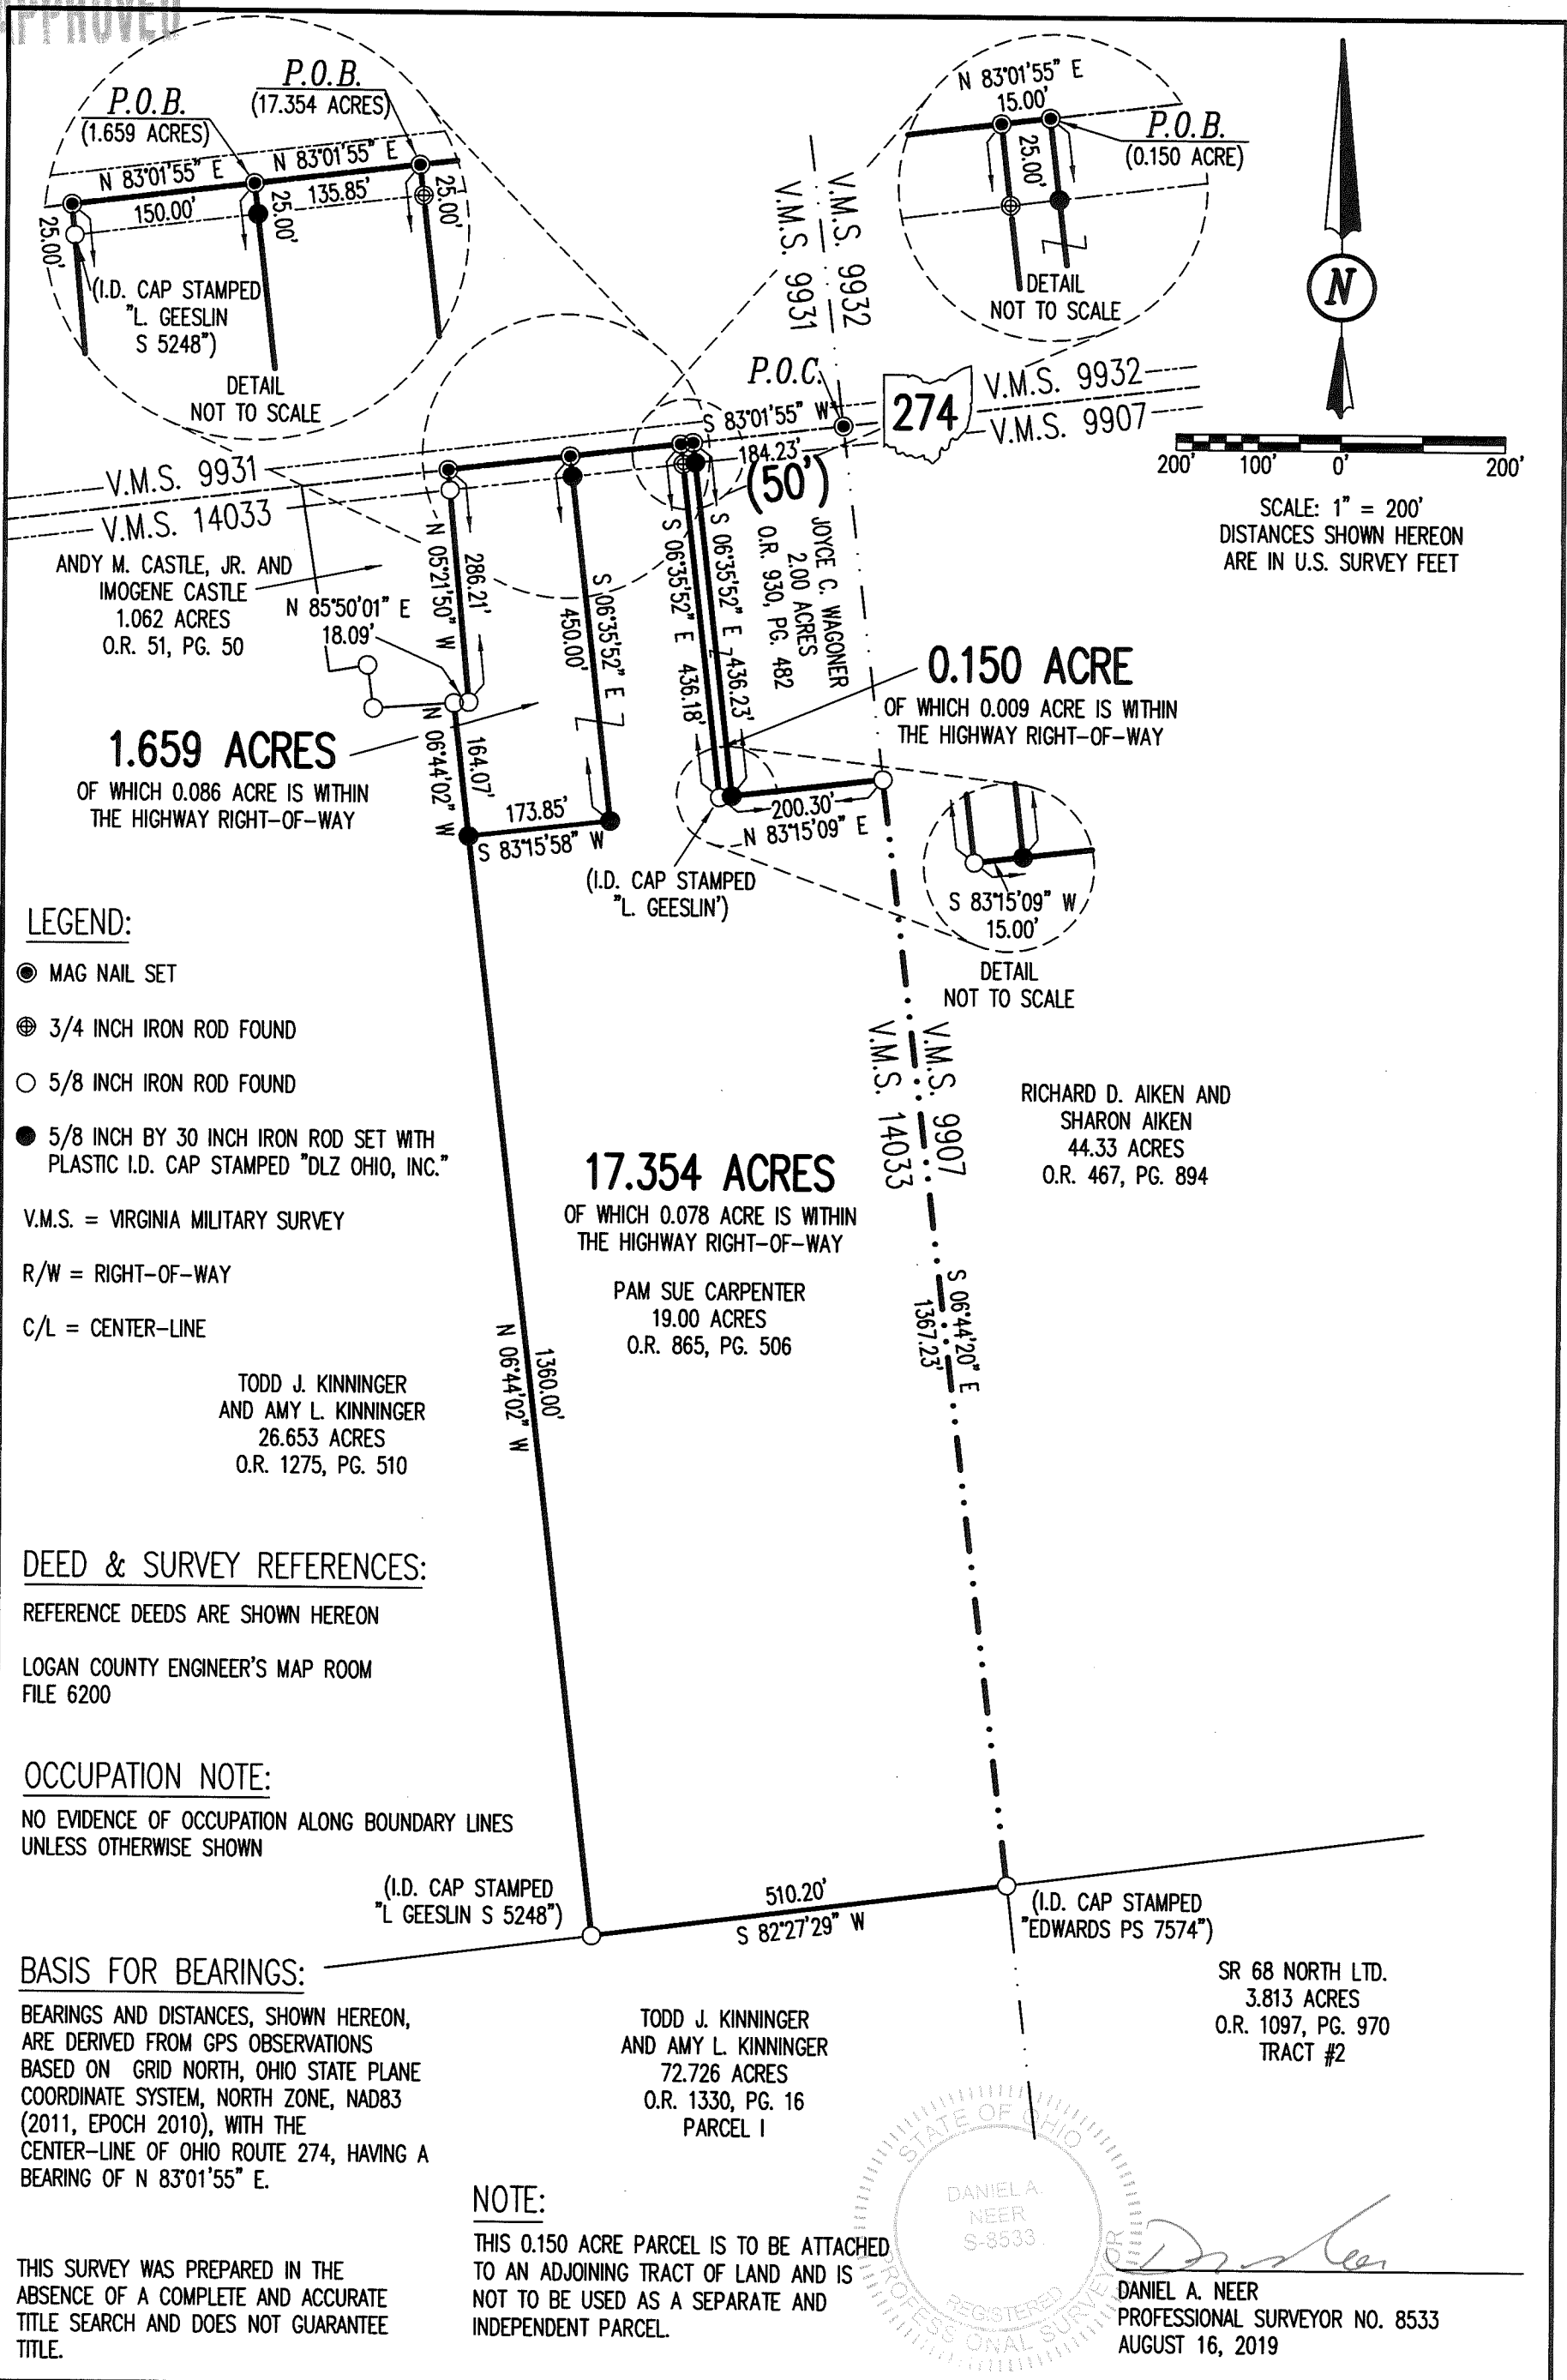 APPROVED
P.O.B.
(1.659 ACRES)
P.O.B.
(17.354 ACRES)
N 83°01'55" E
150.00'
N 83°01'55" E
135.85'
25.00'
25.00'
25.00'
(I.D. CAP STAMPED
"L. GEESLIN
S 5248")
DETAIL
NOT TO SCALE
N 83°01'55" E
15.00'
25.00'
P.O.B.
(0.150 ACRE)
DETAIL
NOT TO SCALE
N
V.M.S. 9931
V.M.S. 9932
P.O.C.
S 83°01'55" W
184.23'
(50')
274
V.M.S. 9932
V.M.S. 9907
200' 100' 0' 200'
SCALE: 1" = 200'
DISTANCES SHOWN HEREON
ARE IN U.S. SURVEY FEET
V.M.S. 9931
V.M.S. 14033
ANDY M. CASTLE, JR. AND
IMOGENE CASTLE
1.062 ACRES
O.R. 51, PG. 50
N 85°50'01" E
18.09'
N 05°21'50" W
286.21'
S 06°35'52" E
450.00'
S 06°35'52" E 436.18'
S 06°35'52" E 436.23'
JOYCE C. WAGONER
2.00 ACRES
O.R. 930, PG. 482
0.150 ACRE
OF WHICH 0.009 ACRE IS WITHIN
THE HIGHWAY RIGHT-OF-WAY
1.659 ACRES
OF WHICH 0.086 ACRE IS WITHIN
THE HIGHWAY RIGHT-OF-WAY
N 06°44'02" W
164.07'
173.85'
S 83°15'58" W
200.30'
N 83°15'09" E
(I.D. CAP STAMPED
"L. GEESLIN')
S 83°15'09" W
15.00'
DETAIL
NOT TO SCALE
LEGEND:
MAG NAIL SET
3/4 INCH IRON ROD FOUND
5/8 INCH IRON ROD FOUND
5/8 INCH BY 30 INCH IRON ROD SET WITH
PLASTIC I.D. CAP STAMPED "DLZ OHIO, INC."
V.M.S. = VIRGINIA MILITARY SURVEY
R/W = RIGHT-OF-WAY
C/L = CENTER-LINE
V.M.S. 14033
V.M.S. 9907
RICHARD D. AIKEN AND
SHARON AIKEN
44.33 ACRES
O.R. 467, PG. 894
17.354 ACRES
OF WHICH 0.078 ACRE IS WITHIN
THE HIGHWAY RIGHT-OF-WAY
PAM SUE CARPENTER
19.00 ACRES
O.R. 865, PG. 506
S 06°44'20" E
1367.23'
N 06°44'02" W
1360.00'
TODD J. KINNINGER
AND AMY L. KINNINGER
26.653 ACRES
O.R. 1275, PG. 510
DEED & SURVEY REFERENCES:
REFERENCE DEEDS ARE SHOWN HEREON
LOGAN COUNTY ENGINEER'S MAP ROOM
FILE 6200
OCCUPATION NOTE:
NO EVIDENCE OF OCCUPATION ALONG BOUNDARY LINES
UNLESS OTHERWISE SHOWN
(I.D. CAP STAMPED
"L GEESLIN S 5248")
510.20'
S 82°27'29" W
(I.D. CAP STAMPED
"EDWARDS PS 7574")
BASIS FOR BEARINGS:
BEARINGS AND DISTANCES, SHOWN HEREON,
ARE DERIVED FROM GPS OBSERVATIONS
BASED ON GRID NORTH, OHIO STATE PLANE
COORDINATE SYSTEM, NORTH ZONE, NAD83
(2011, EPOCH 2010), WITH THE
CENTER-LINE OF OHIO ROUTE 274, HAVING A
BEARING OF N 83°01'55" E.
TODD J. KINNINGER
AND AMY L. KINNINGER
72.726 ACRES
O.R. 1330, PG. 16
PARCEL I
SR 68 NORTH LTD.
3.813 ACRES
O.R. 1097, PG. 970
TRACT #2
THIS SURVEY WAS PREPARED IN THE
ABSENCE OF A COMPLETE AND ACCURATE
TITLE SEARCH AND DOES NOT GUARANTEE
TITLE.
NOTE:
THIS 0.150 ACRE PARCEL IS TO BE ATTACHED
TO AN ADJOINING TRACT OF LAND AND IS
NOT TO BE USED AS A SEPARATE AND
INDEPENDENT PARCEL.
STATE OF OHIO
DANIEL A.
NEER
S-8533
REGISTERED
PROFESSIONAL SURVEYOR
DANIEL A. NEER
PROFESSIONAL SURVEYOR NO. 8533
AUGUST 16, 2019